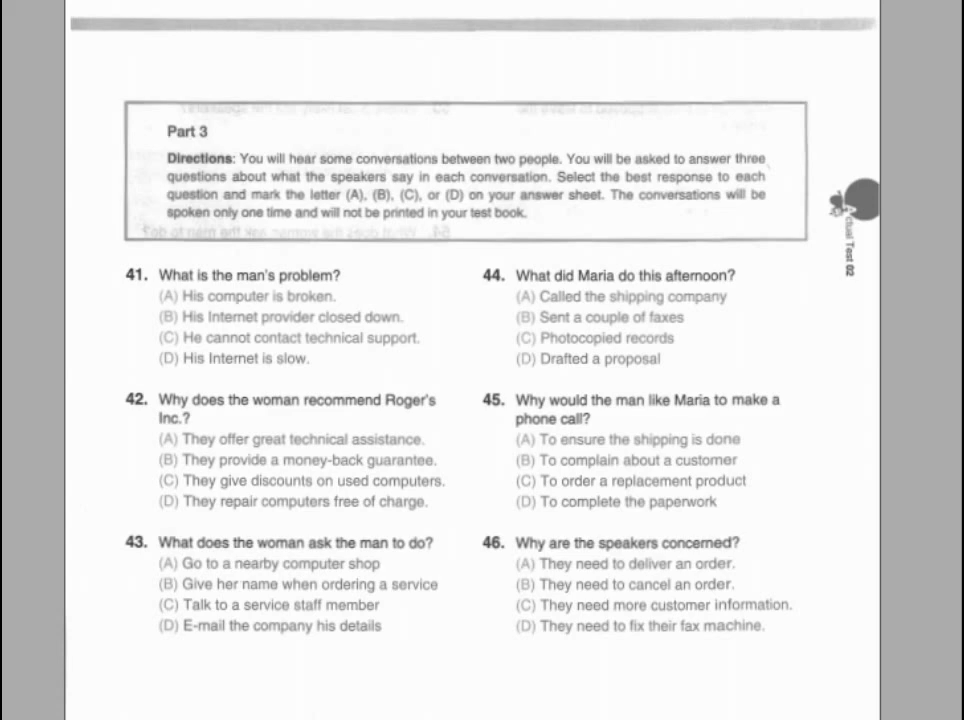 Part 3
Directions: You will hear some conversations between two people. You will be asked to answer three
questions about what the speakers say in each conversation. Select the best response to each
question and mark the letter (A), (B), (C), or (D) on your answer sheet. The conversations will be
spoken only one time and will not be printed in your test book.
41. What is the man's problem?
(A) His computer is broken.
(B) His Internet provider closed down.
(C) He cannot contact technical support.
(D) His Internet is slow.
42. Why does the woman recommend Roger's
Inc.?
(A) They offer great technical assistance.
(B) They provide a money-back guarantee.
(C) They give discounts on used computers.
(D) They repair computers free of charge.
43. What does the woman ask the man to do?
(A) Go to a nearby computer shop
(B) Give her name when ordering a service
(C) Talk to a service staff member
(D) E-mail the company his details
44. What did Maria do this afternoon?
(A) Called the shipping company
(B) Sent a couple of faxes
(C) Photocopied records
(D) Drafted a proposal
45. Why would the man like Maria to make a
phone call?
(A) To ensure the shipping is done
(B) To complain about a customer
(C) To order a replacement product
(D) To complete the paperwork
46. Why are the speakers concerned?
(A) They need to deliver an order.
(B) They need to cancel an order.
(C) They need more customer information.
(D) They need to fix their fax machine.
Actual Test 02